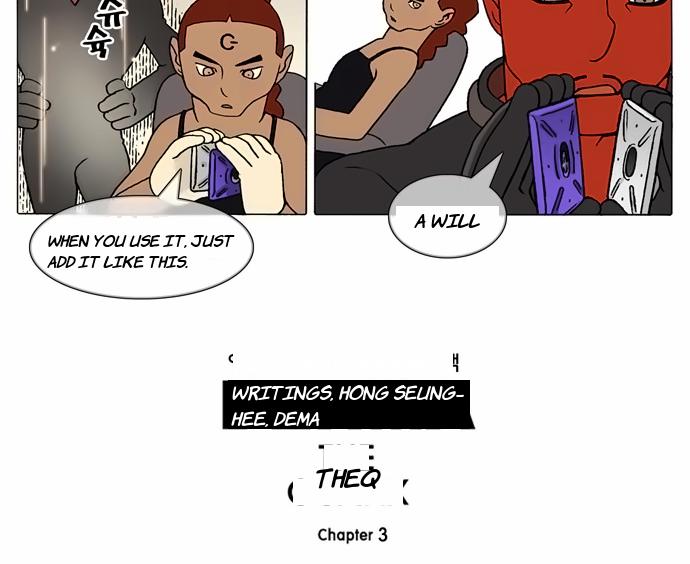 슈
슉
WHEN YOU USE IT, JUST
ADD IT LIKE THIS.
A WILL
WRITINGS, HONG SEUNG-
HEE, DEMA
THEQ
Chapter 3